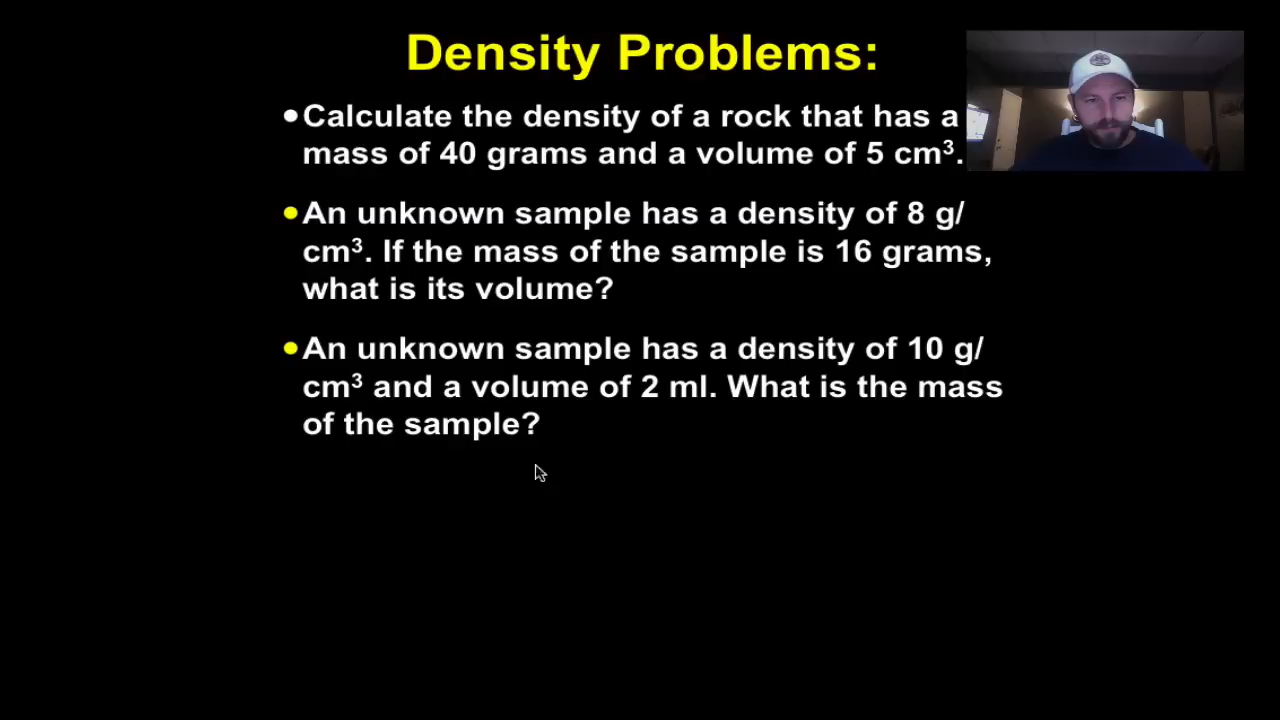 Density Problems:
•Calculate the density of a rock that has a
mass of 40 grams and a volume of 5 cm³.
•An unknown sample has a density of 8 g/
cm³. If the mass of the sample is 16 grams,
what is its volume?
•An unknown sample has a density of 10 g/
cm³ and a volume of 2 ml. What is the mass
of the sample?